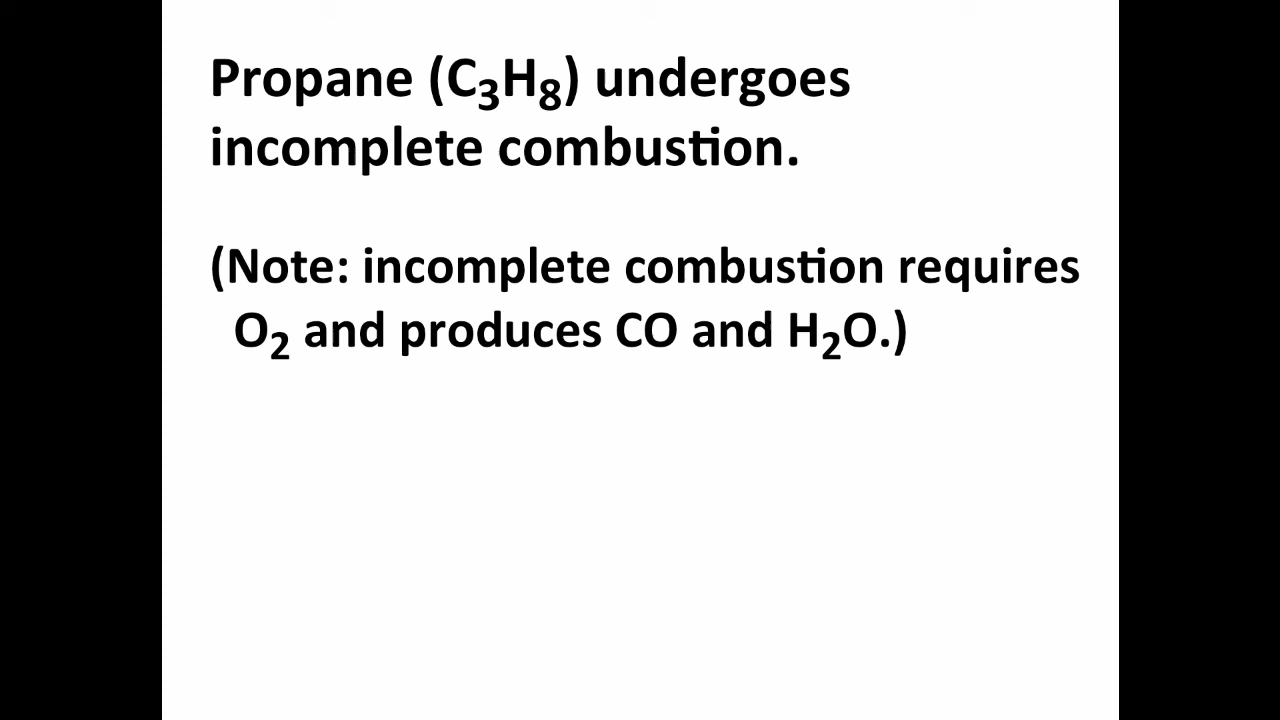 Propane (C₃H₈) undergoes
incomplete combustion.
(Note: incomplete combustion requires
O₂ and produces CO and H₂O.)